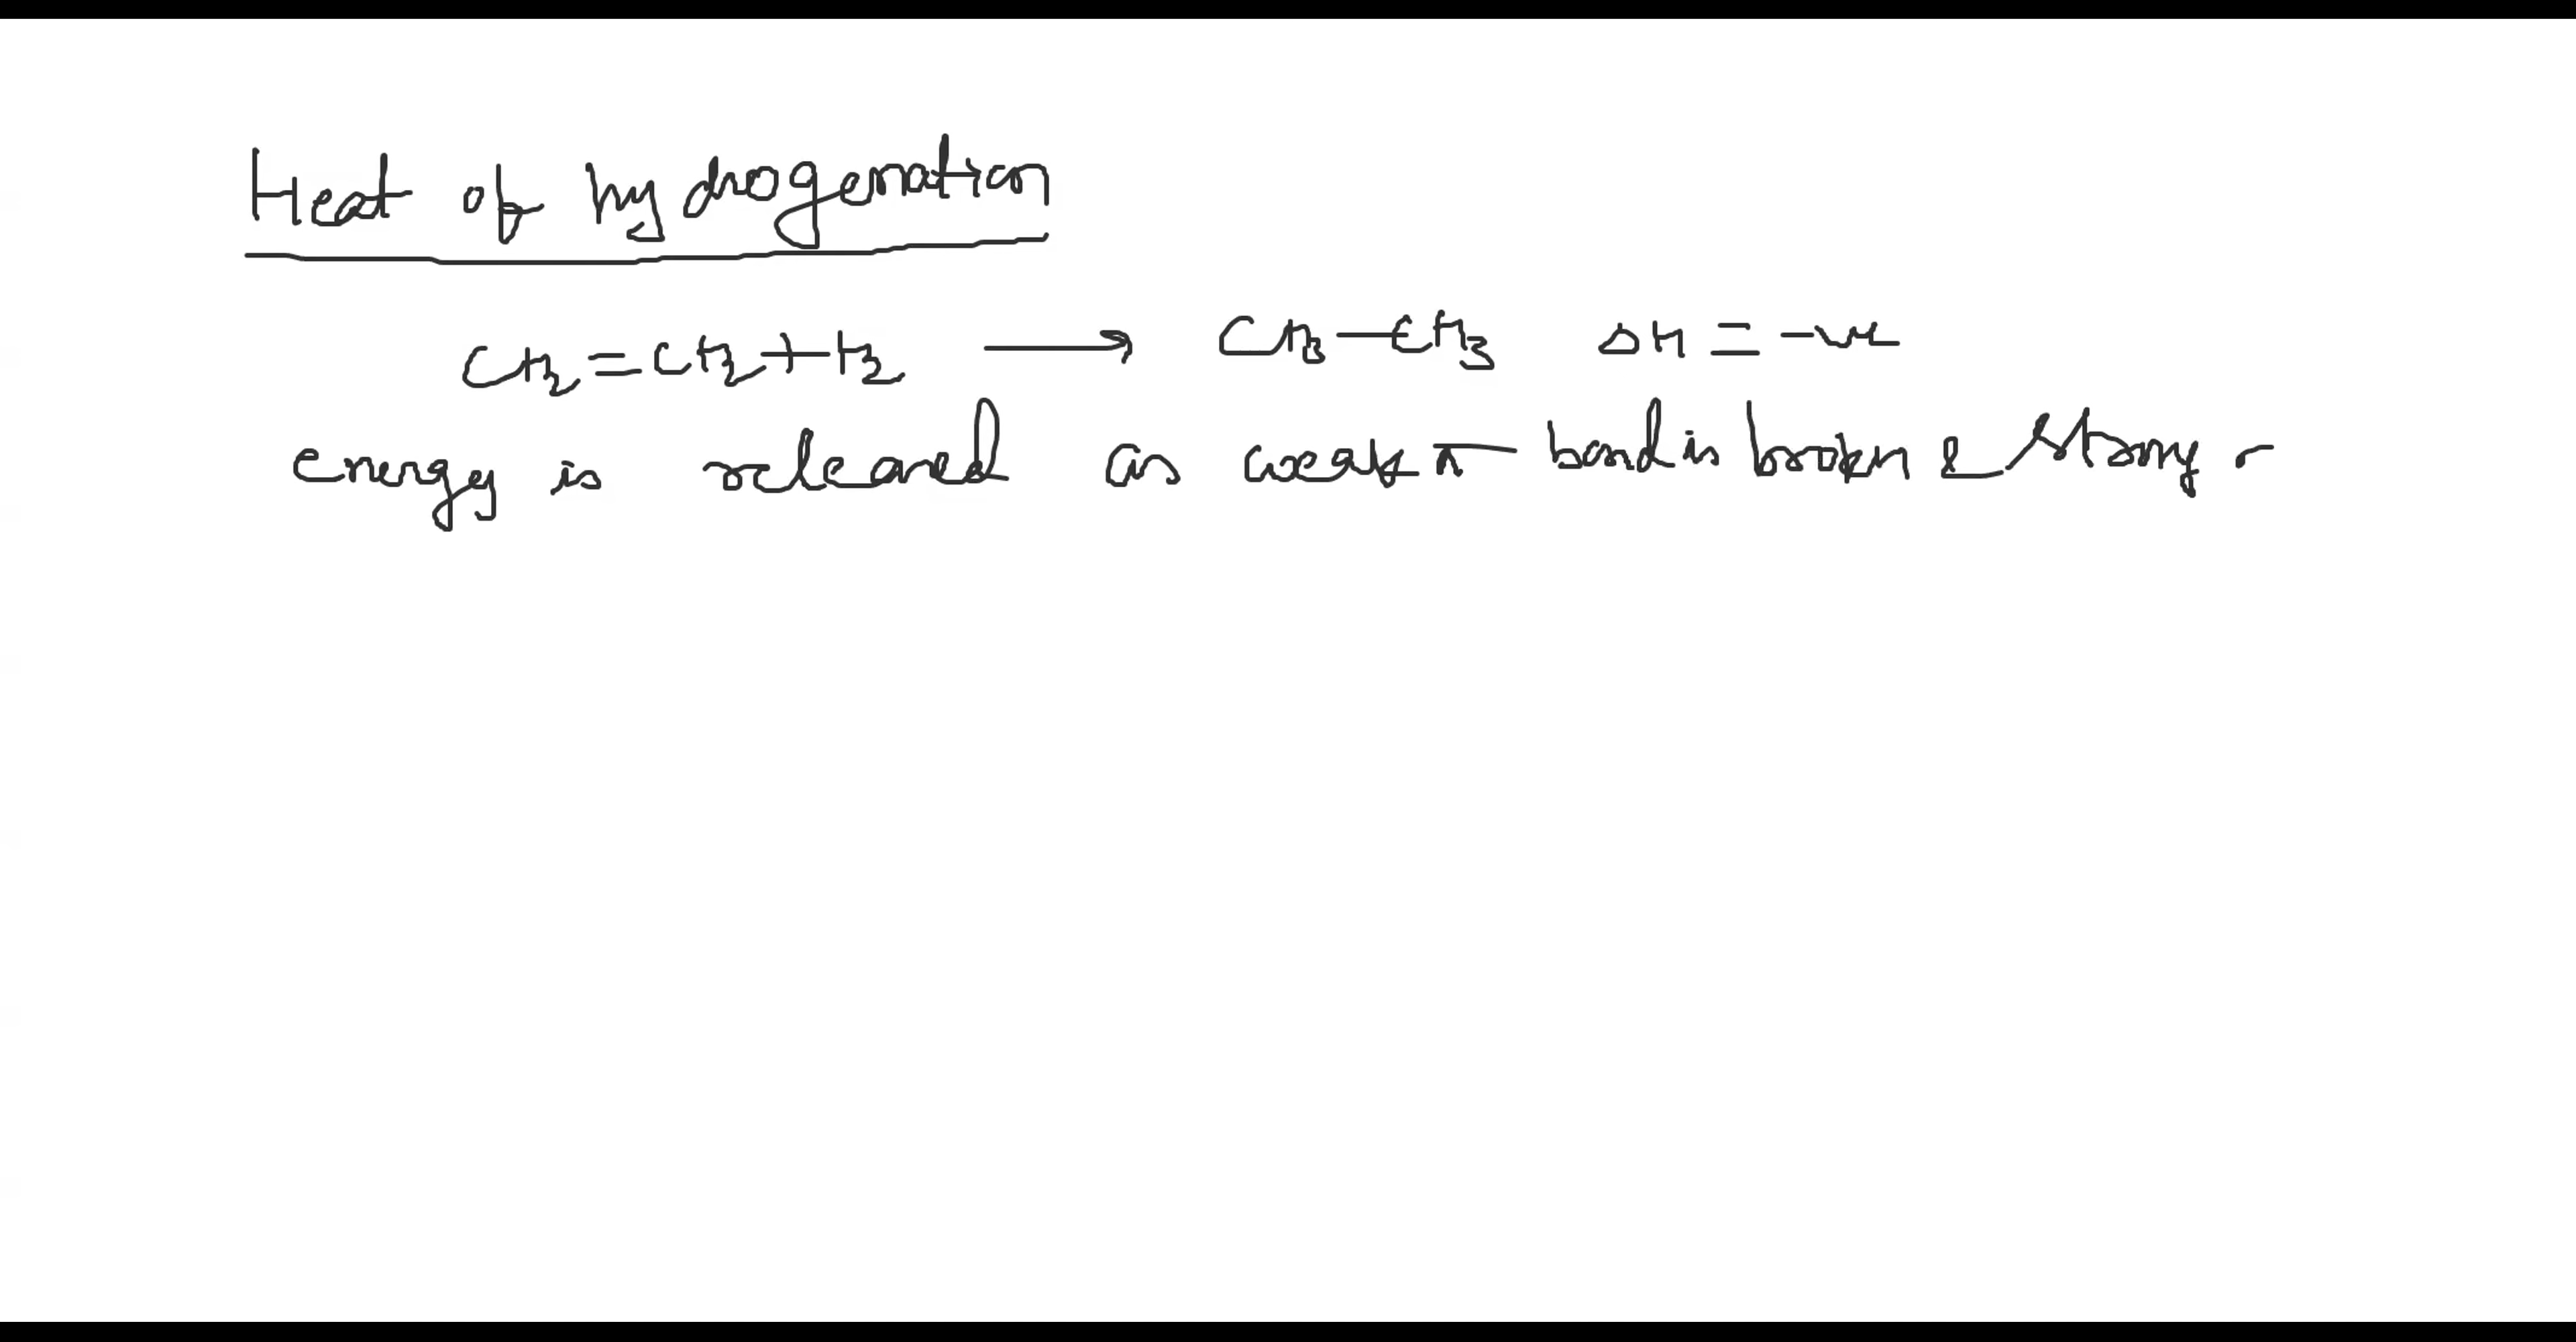 Heat of hydrogenation
CH2=CH2+H2 ⟶ CH3-CH3 ΔH = -ve
energy is released as weak π bond is broken & strong